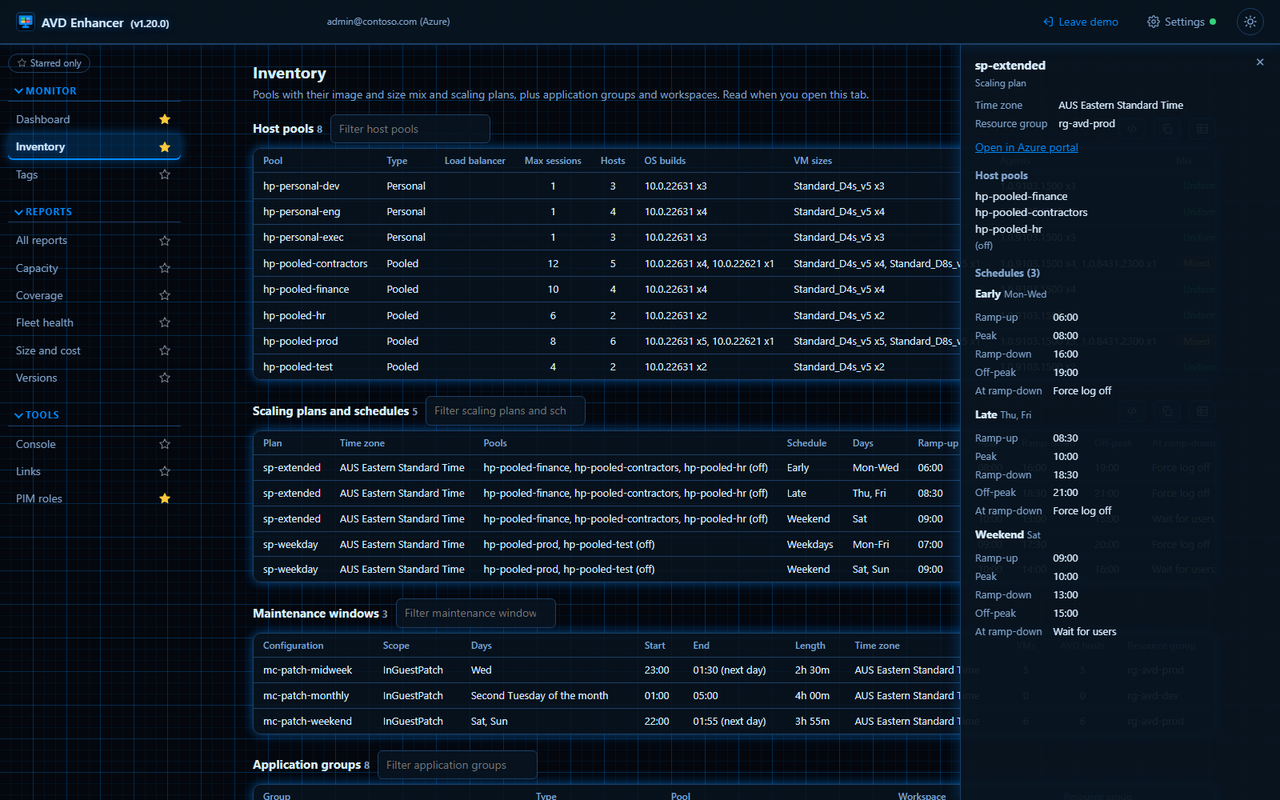 AVD Enhancer (v1.20.0)
admin@contoso.com (Azure)
Leave demo
Settings
Starred only
MONITOR
Dashboard
Inventory
Tags
REPORTS
All reports
Capacity
Coverage
Fleet health
Size and cost
Versions
TOOLS
Console
Links
PIM roles
Inventory
Pools with their image and size mix and scaling plans, plus application groups and workspaces. Read when you open this tab.
Host pools 8 Filter host pools
Pool Type Load balancer Max sessions Hosts OS builds VM sizes
hp-personal-dev Personal 1 3 10.0.22631 x3 Standard_D4s_v5 x3
hp-personal-eng Personal 1 4 10.0.22631 x4 Standard_D4s_v5 x4
hp-personal-exec Personal 1 3 10.0.22631 x3 Standard_D4s_v5 x3
hp-pooled-contractors Pooled 12 5 10.0.22631 x4, 10.0.22621 x1 Standard_D4s_v5 x4, Standard_D8s_v
hp-pooled-finance Pooled 10 4 10.0.22631 x4 Standard_D4s_v5 x4
hp-pooled-hr Pooled 6 2 10.0.22631 x2 Standard_D4s_v5 x2
hp-pooled-prod Pooled 8 6 10.0.22631 x5, 10.0.22621 x1 Standard_D4s_v5 x5, Standard_D8s_v
hp-pooled-test Pooled 4 2 10.0.22631 x2 Standard_D4s_v5 x2
Scaling plans and schedules 5 Filter scaling plans and sch
Plan Time zone Pools Schedule Days Ramp-up
sp-extended AUS Eastern Standard Time hp-pooled-finance, hp-pooled-contractors, hp-pooled-hr (off) Early Mon-Wed 06:00
sp-extended AUS Eastern Standard Time hp-pooled-finance, hp-pooled-contractors, hp-pooled-hr (off) Late Thu, Fri 08:30
sp-extended AUS Eastern Standard Time hp-pooled-finance, hp-pooled-contractors, hp-pooled-hr (off) Weekend Sat 09:00
sp-weekday AUS Eastern Standard Time hp-pooled-prod, hp-pooled-test (off) Weekdays Mon-Fri 07:00
sp-weekday AUS Eastern Standard Time hp-pooled-prod, hp-pooled-test (off) Weekend Sat, Sun 09:00
Maintenance windows 3 Filter maintenance window
Configuration Scope Days Start End Length Time zone
mc-patch-midweek InGuestPatch Wed 23:00 01:30 (next day) 2h 30m AUS Eastern Standard Time
mc-patch-monthly InGuestPatch Second Tuesday of the month 01:00 05:00 4h 00m AUS Eastern Standard Time
mc-patch-weekend InGuestPatch Sat, Sun 22:00 01:55 (next day) 3h 55m AUS Eastern Standard Time
Application groups 8 Filter application groups
Group Type Pool Workspace
sp-extended
Scaling plan
Time zone AUS Eastern Standard Time
Resource group rg-avd-prod
Open in Azure portal
Host pools
hp-pooled-finance
hp-pooled-contractors
hp-pooled-hr
(off)
Schedules (3)
Early Mon-Wed
Ramp-up 06:00
Peak 08:00
Ramp-down 16:00
Off-peak 19:00
At ramp-down Force log off
Late Thu, Fri
Ramp-up 08:30
Peak 10:00
Ramp-down 18:30
Off-peak 21:00
At ramp-down Force log off
Weekend Sat
Ramp-up 09:00
Peak 10:00
Ramp-down 13:00
Off-peak 15:00
At ramp-down Wait for users